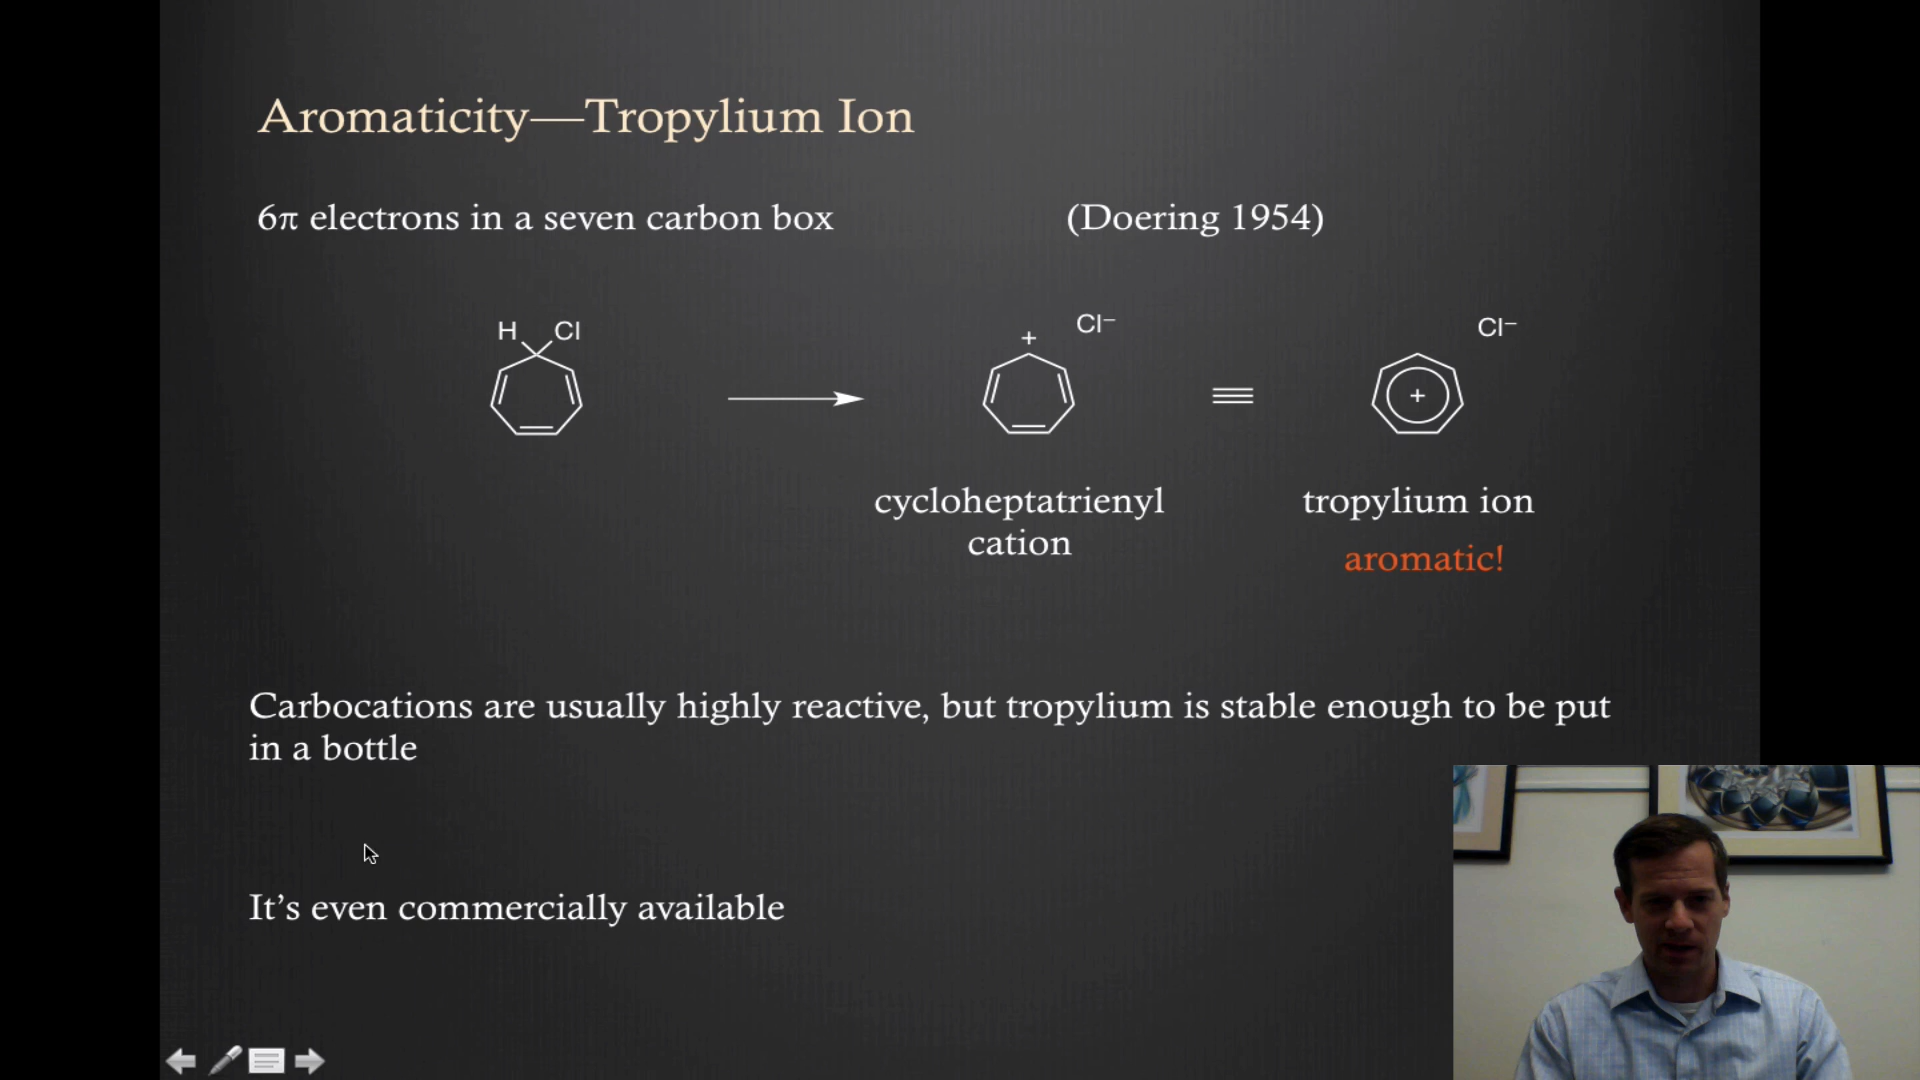 Aromaticity—Tropylium Ion
6π electrons in a seven carbon box
(Doering 1954)
H Cl
+
Cl⁻
+
Cl⁻
cycloheptatrienyl
cation
tropylium ion
aromatic!
Carbocations are usually highly reactive, but tropylium is stable enough to be put
in a bottle
It’s even commercially available